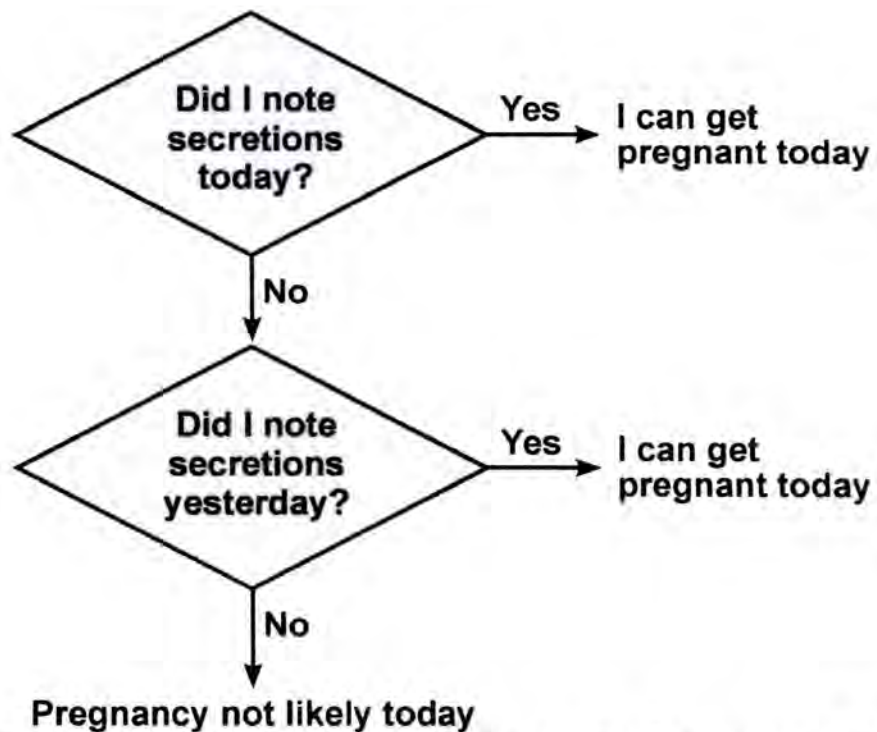 Did I note
secretions
today?
Yes
I can get
pregnant today
No
Did I note
secretions
yesterday?
Yes
I can get
pregnant today
No
Pregnancy not likely today